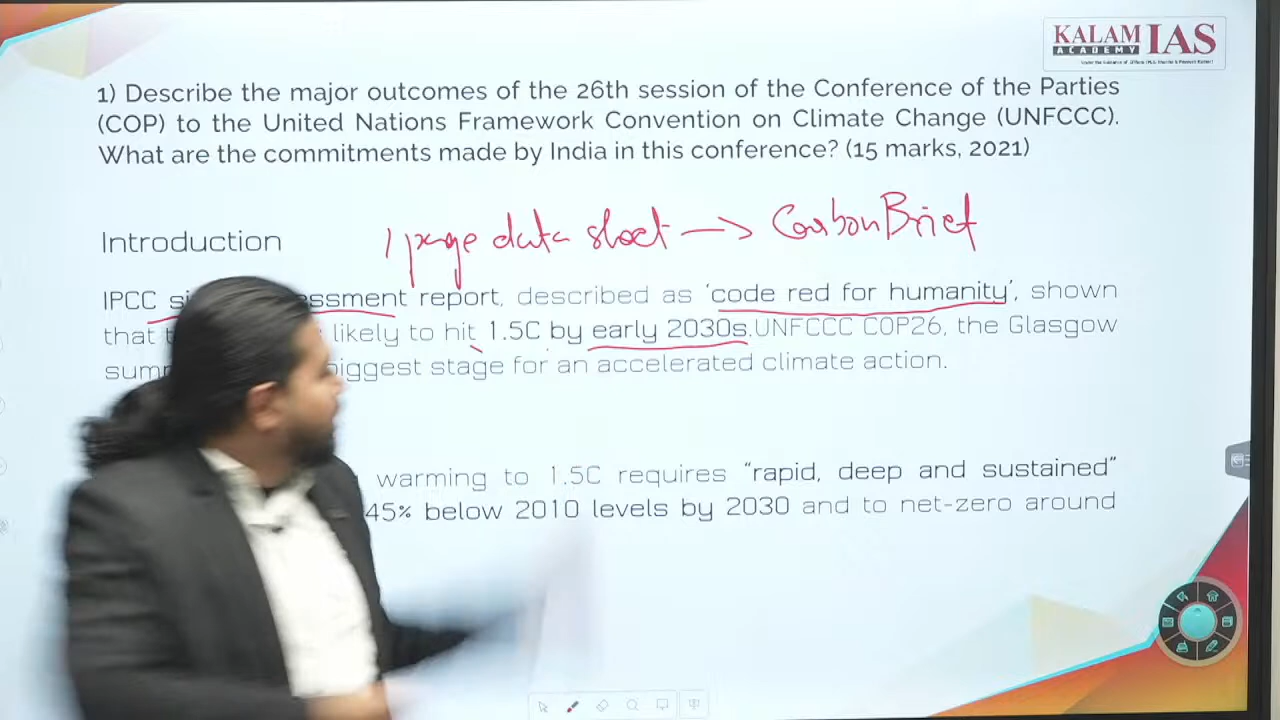 KALAM IAS
ACADEMY
1) Describe the major outcomes of the 26th session of the Conference of the Parties
(COP) to the United Nations Framework Convention on Climate Change (UNFCCC).
What are the commitments made by India in this conference? (15 marks, 2021)
1 page data sheet → CarbonBrief
Introduction
IPCC report, described as ‘code red for humanity’, shown
that likely to hit 1.5C by early 2030s.UNFCCC COP26, the Glasgow
stage for an accelerated climate action.
warming to 1.5C requires “rapid, deep and sustained”
45% below 2010 levels by 2030 and to net-zero around